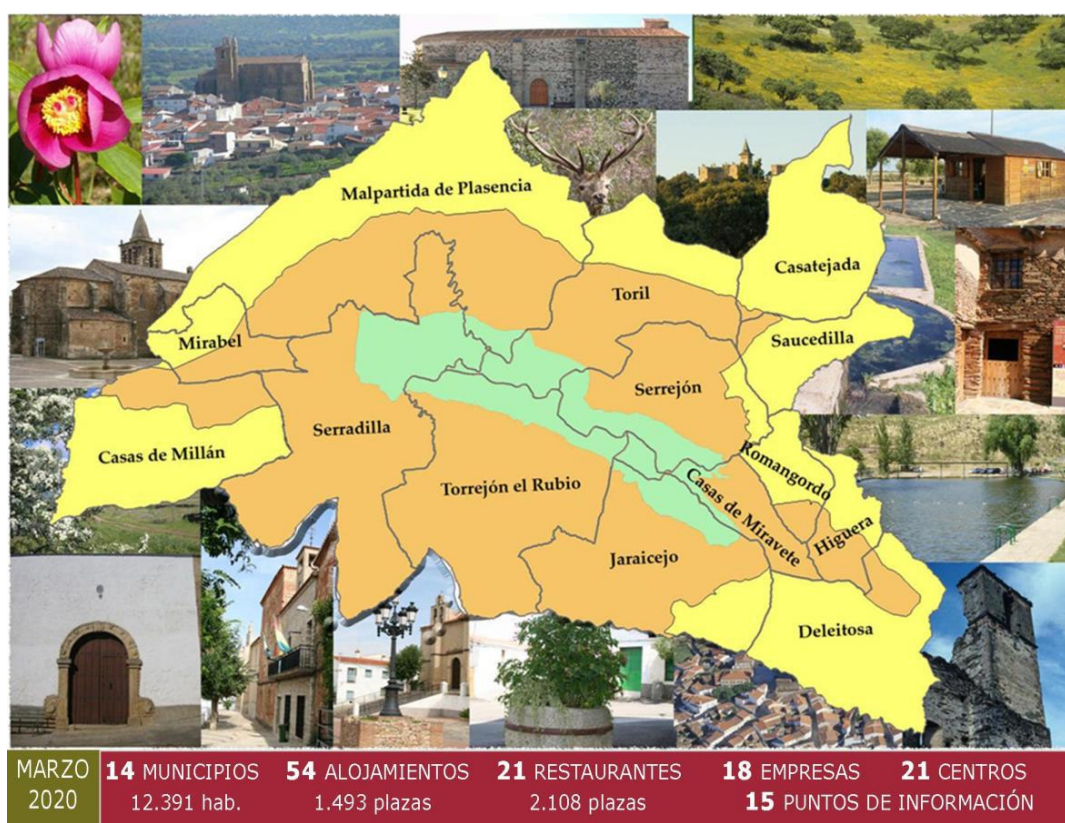 Malpartida de Plasencia
Casatejada
Toril
Mirabel
Saucedilla
Serrejón
Serradilla
Casas de Millán
Romangordo
Torrejón el Rubio
Casas de Miravete
Higuera
Jaraicejo
Deleitosa
MARZO
2020
14 MUNICIPIOS
12.391 hab.
54 ALOJAMIENTOS
1.493 plazas
21 RESTAURANTES
2.108 plazas
18 EMPRESAS
21 CENTROS
15 PUNTOS DE INFORMACIÓN